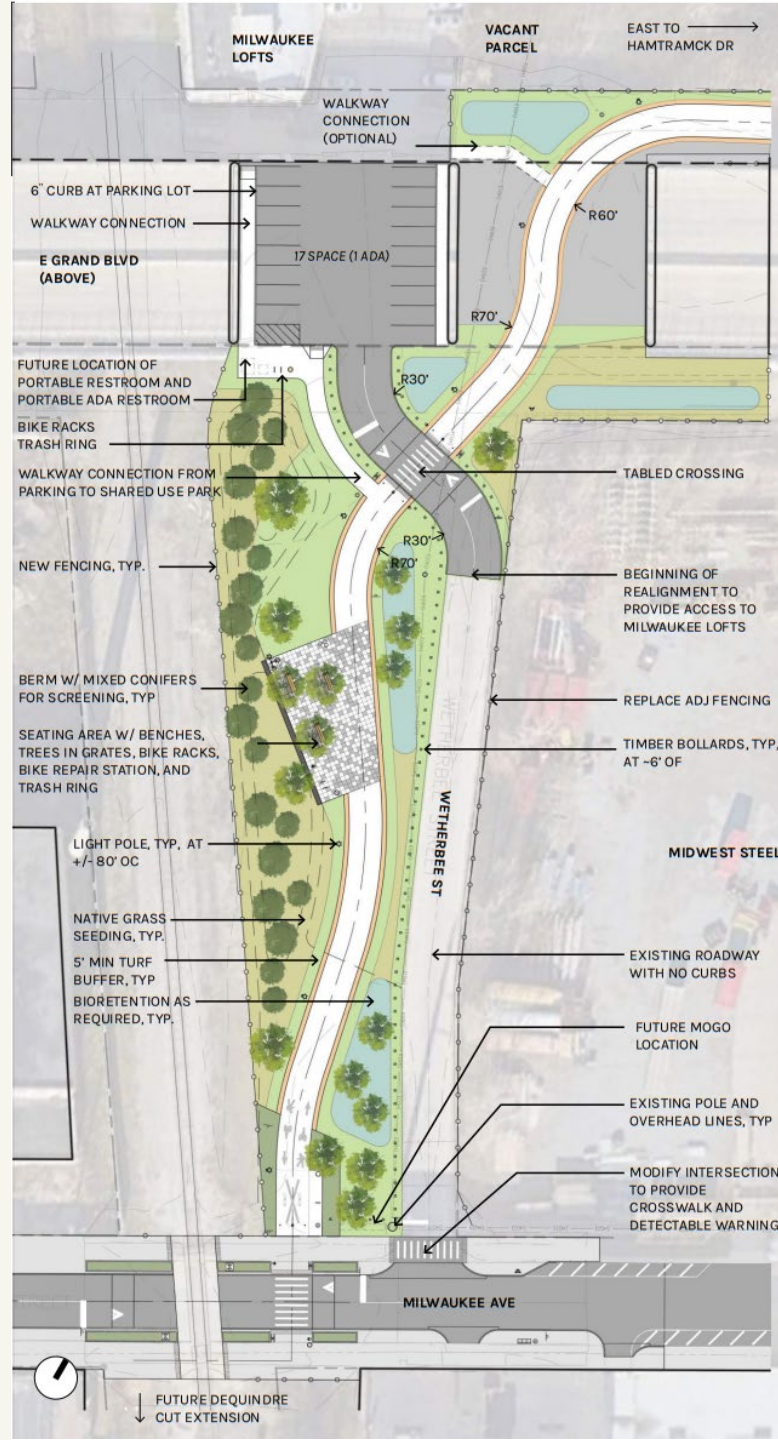 MILWAUKEE
LOFTS
VACANT
PARCEL
EAST TO
HAMTRAMCK DR
WALKWAY
CONNECTION
(OPTIONAL)
6" CURB AT PARKING LOT
WALKWAY CONNECTION
E GRAND BLVD
(ABOVE)
17 SPACE (1 ADA)
R60'
R70'
FUTURE LOCATION OF
PORTABLE RESTROOM AND
PORTABLE ADA RESTROOM
R30'
BIKE RACKS
TRASH RING
WALKWAY CONNECTION FROM
PARKING TO SHARED USE PARK
TABLED CROSSING
R30'
R70'
NEW FENCING, TYP.
BEGINNING OF
REALIGNMENT TO
PROVIDE ACCESS TO
MILWAUKEE LOFTS
BERM W/ MIXED CONIFERS
FOR SCREENING, TYP
REPLACE ADJ FENCING
SEATING AREA W/ BENCHES,
TREES IN GRATES, BIKE RACKS,
BIKE REPAIR STATION, AND
TRASH RING
TIMBER BOLLARDS, TYP,
AT ~6' OF
WETHERBEE ST
LIGHT POLE, TYP, AT
+/- 80' OC
MIDWEST STEEL
NATIVE GRASS
SEEDING, TYP.
5' MIN TURF
BUFFER, TYP
BIORETENTION AS
REQUIRED, TYP.
EXISTING ROADWAY
WITH NO CURBS
FUTURE MOGO
LOCATION
EXISTING POLE AND
OVERHEAD LINES, TYP
MODIFY INTERSECTION
TO PROVIDE
CROSSWALK AND
DETECTABLE WARNING
MILWAUKEE AVE
FUTURE DEQUINDRE
CUT EXTENSION